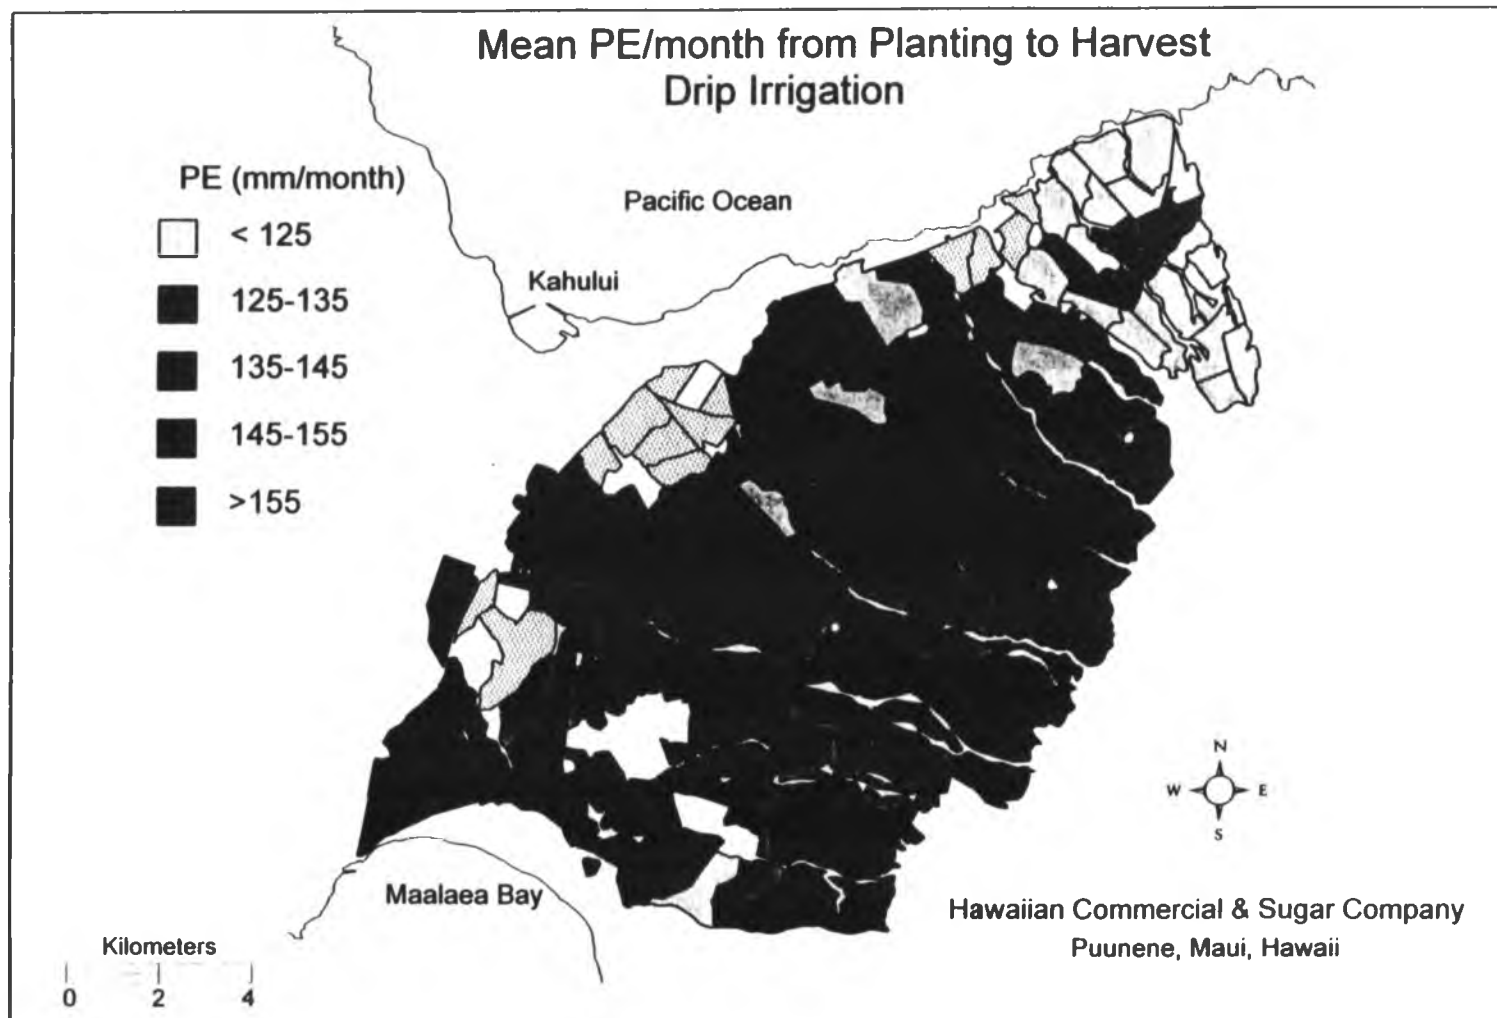 Mean PE/month from Planting to Harvest
Drip Irrigation
PE (mm/month)
< 125
125-135
135-145
145-155
>155
Pacific Ocean
Kahului
Maalaea Bay
N
W E
S
Hawaiian Commercial & Sugar Company
Puunene, Maui, Hawaii
Kilometers
0 2 4